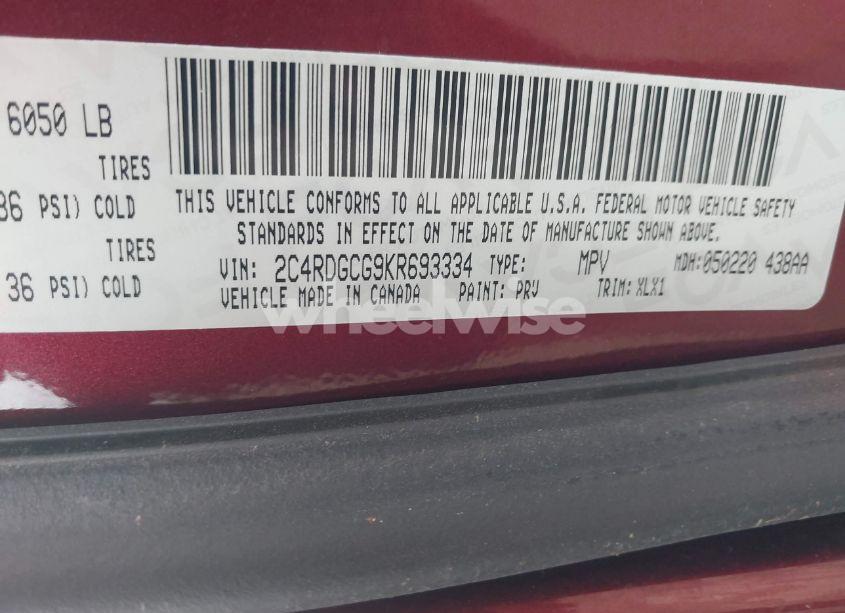 6050 LB
TIRES
36 PSI) COLD
TIRES
36 PSI) COLD
THIS VEHICLE CONFORMS TO ALL APPLICABLE U.S.A. FEDERAL MOTOR VEHICLE SAFETY
STANDARDS IN EFFECT ON THE DATE OF MANUFACTURE SHOWN ABOVE.
VIN: 2C4RDGCG9KR693334 TYPE: MPV MDH:050220 438AA
VEHICLE MADE IN CANADA PAINT: PRV TRIM: XLX1
wheelwise